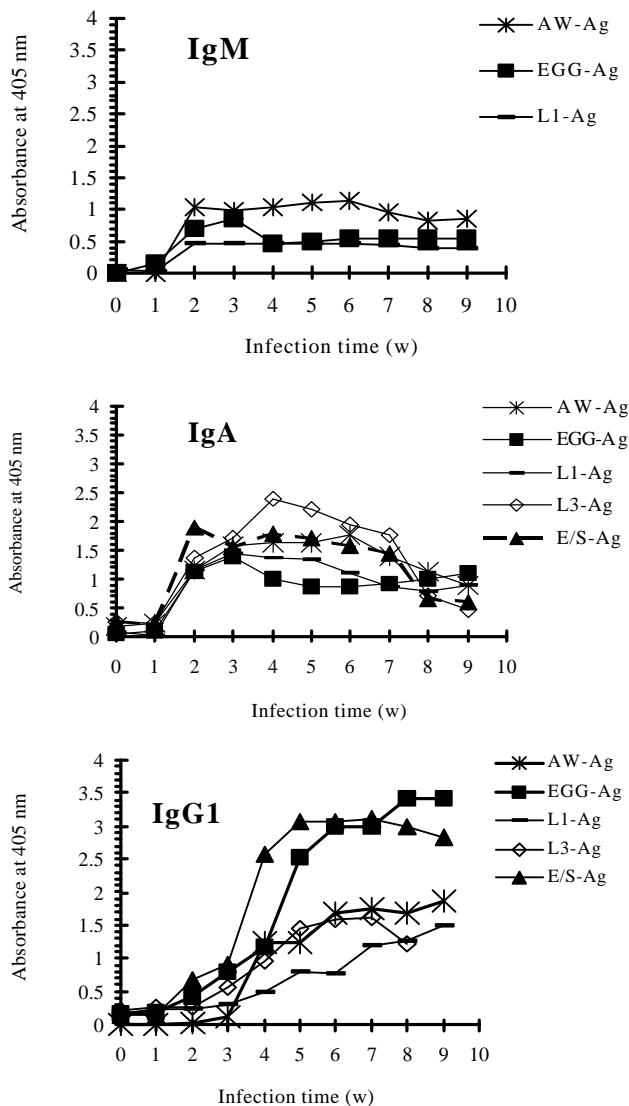 IgM
AW-Ag
EGG-Ag
L1-Ag
Absorbance at 405 nm
4
3.5
3
2.5
2
1.5
1
0.5
0
0 1 2 3 4 5 6 7 8 9 10
Infection time (w)
IgA
AW-Ag
EGG-Ag
L1-Ag
L3-Ag
E/S-Ag
Absorbance at 405 nm
4
3.5
3
2.5
2
1.5
1
0.5
0
0 1 2 3 4 5 6 7 8 9 10
Infection time (w)
IgG1
AW-Ag
EGG-Ag
L1-Ag
L3-Ag
E/S-Ag
Absorbance at 405 nm
4
3.5
3
2.5
2
1.5
1
0.5
0
0 1 2 3 4 5 6 7 8 9 10
Infection time (w)